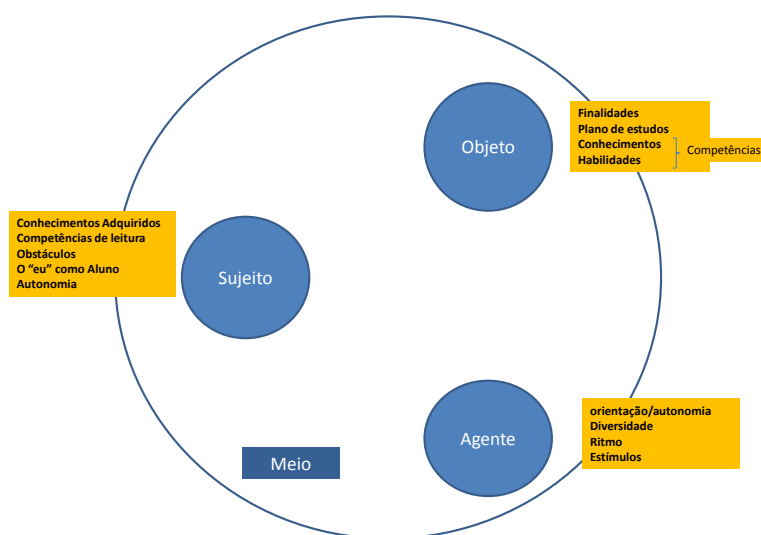 Objeto
Finalidades
Plano de estudos
Conhecimentos
Habilidades
Competências
Conhecimentos Adquiridos
Competências de leitura
Obstáculos
O “eu” como Aluno
Autonomia
Sujeito
Agente
orientação/autonomia
Diversidade
Ritmo
Estímulos
Meio